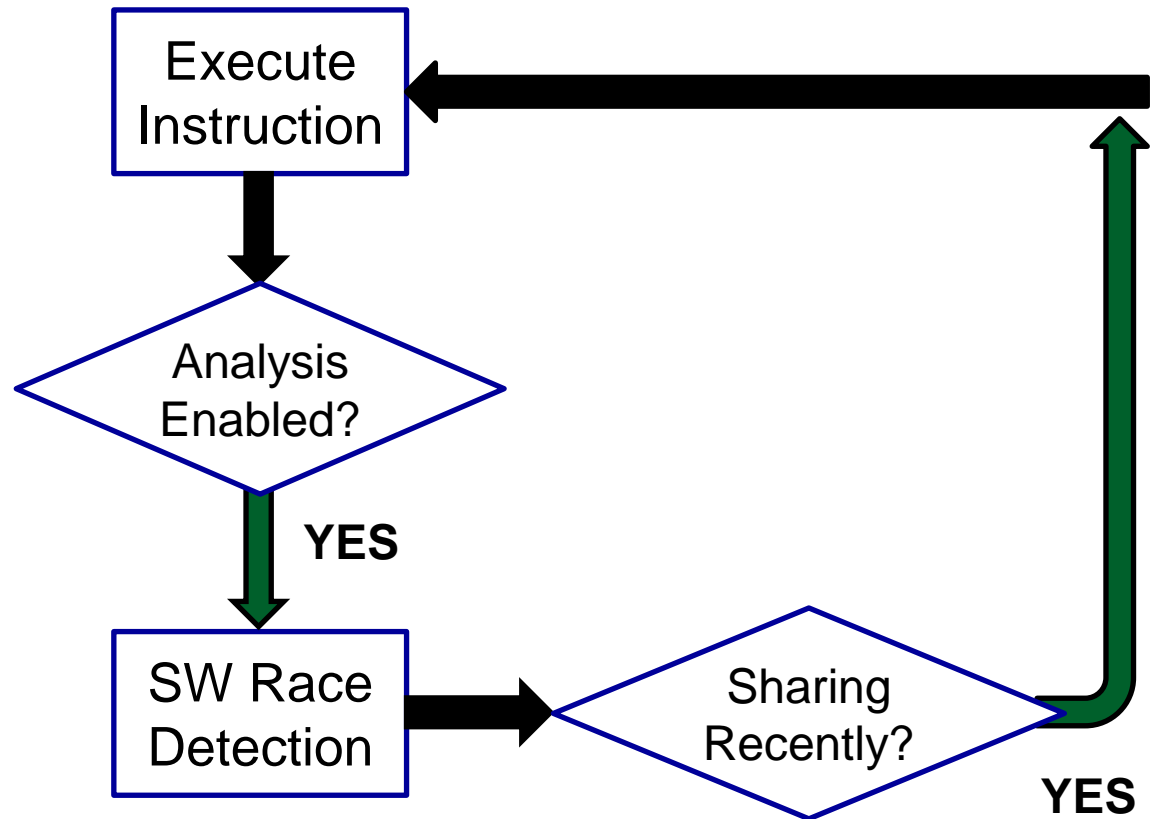 Execute
Instruction
Analysis
Enabled?
YES
SW Race
Detection
Sharing
Recently?
YES